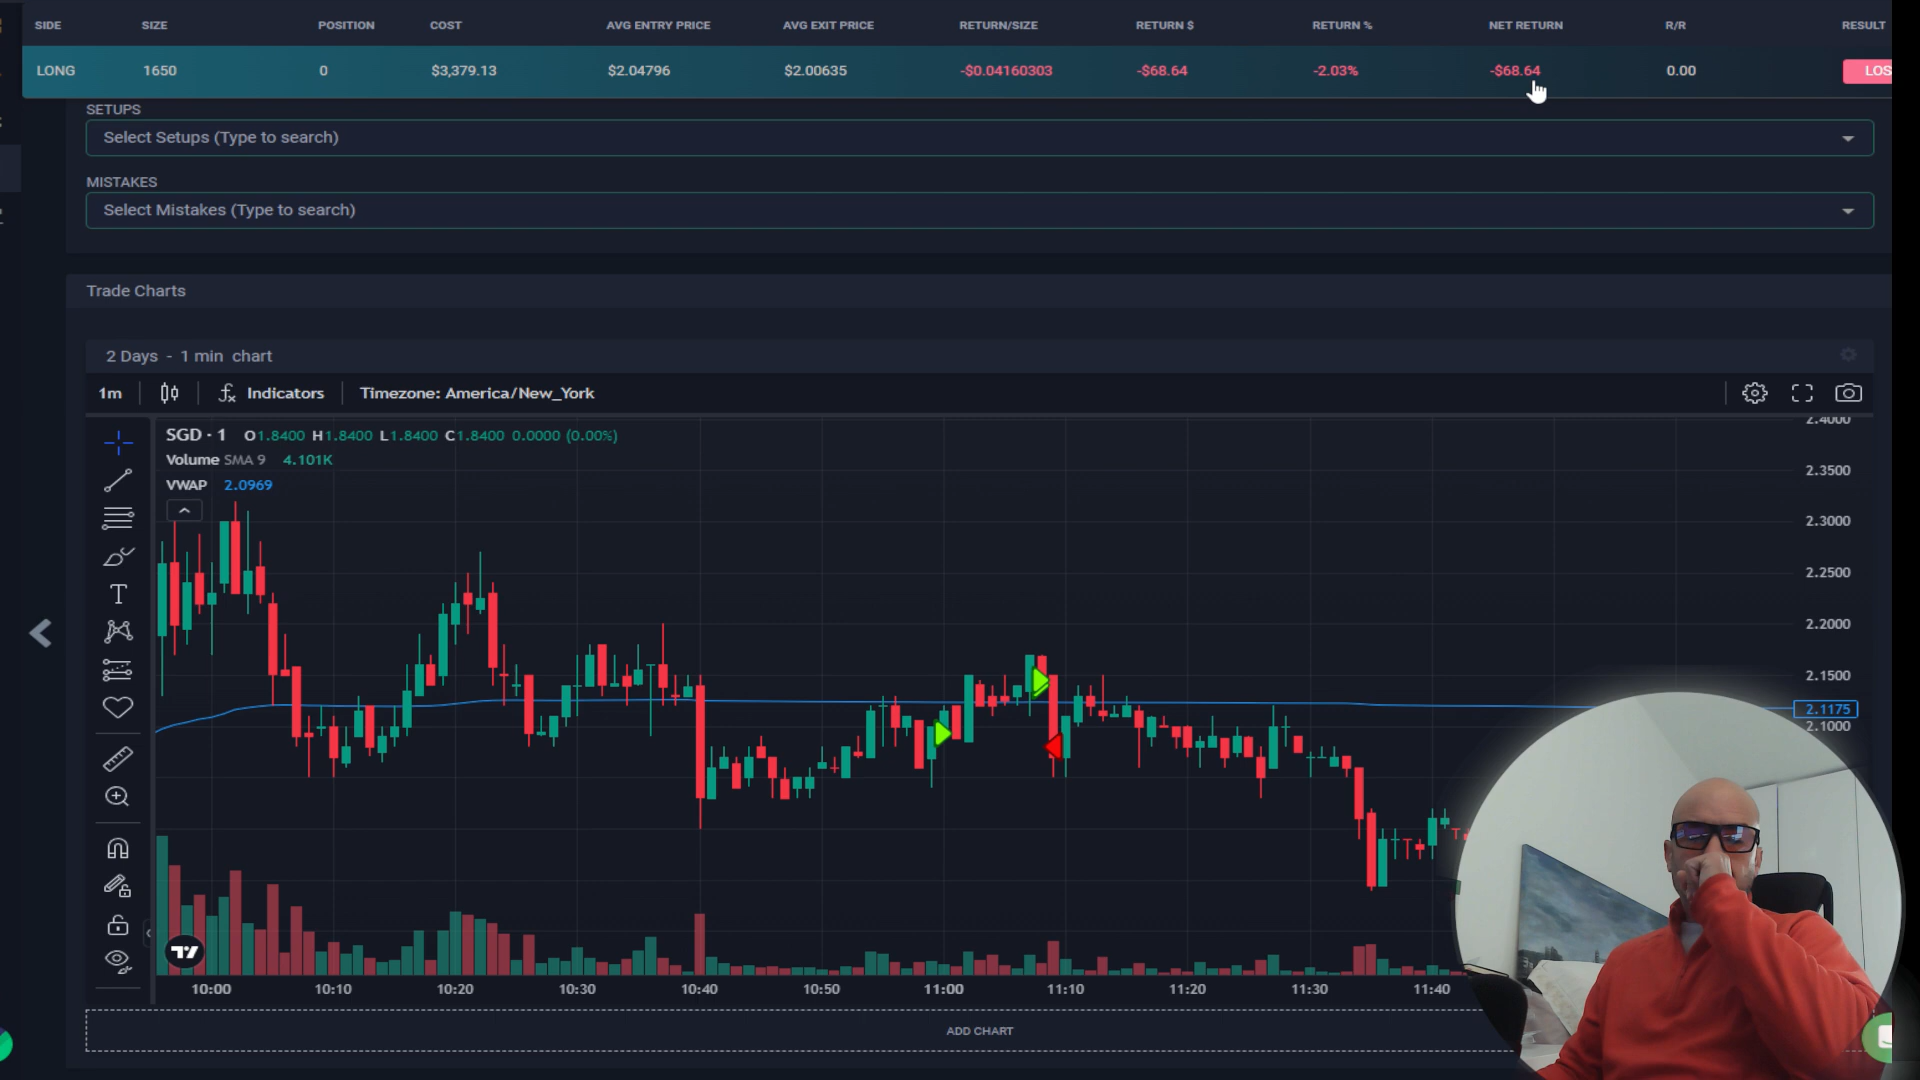 SIDE SIZE POSITION COST AVG ENTRY PRICE AVG EXIT PRICE RETURN/SIZE RETURN $ RETURN % NET RETURN R/R RESULT
LONG 1650 0 $3,379.13 $2.04796 $2.00635 -$0.04160303 -$68.64 -2.03% -$68.64 0.00 LOS
SETUPS
Select Setups (Type to search)
MISTAKES
Select Mistakes (Type to search)
Trade Charts
2 Days - 1 min chart
1m Indicators Timezone: America/New_York
SGD · 1 O1.8400 H1.8400 L1.8400 C1.8400 0.0000 (0.00%)
Volume SMA 9 4.101K
VWAP 2.0969
2.4000
2.3500
2.3000
2.2500
2.2000
2.1500
2.1175
2.1000
10:00 10:10 10:20 10:30 10:40 10:50 11:00 11:10 11:20 11:30 11:40
ADD CHART